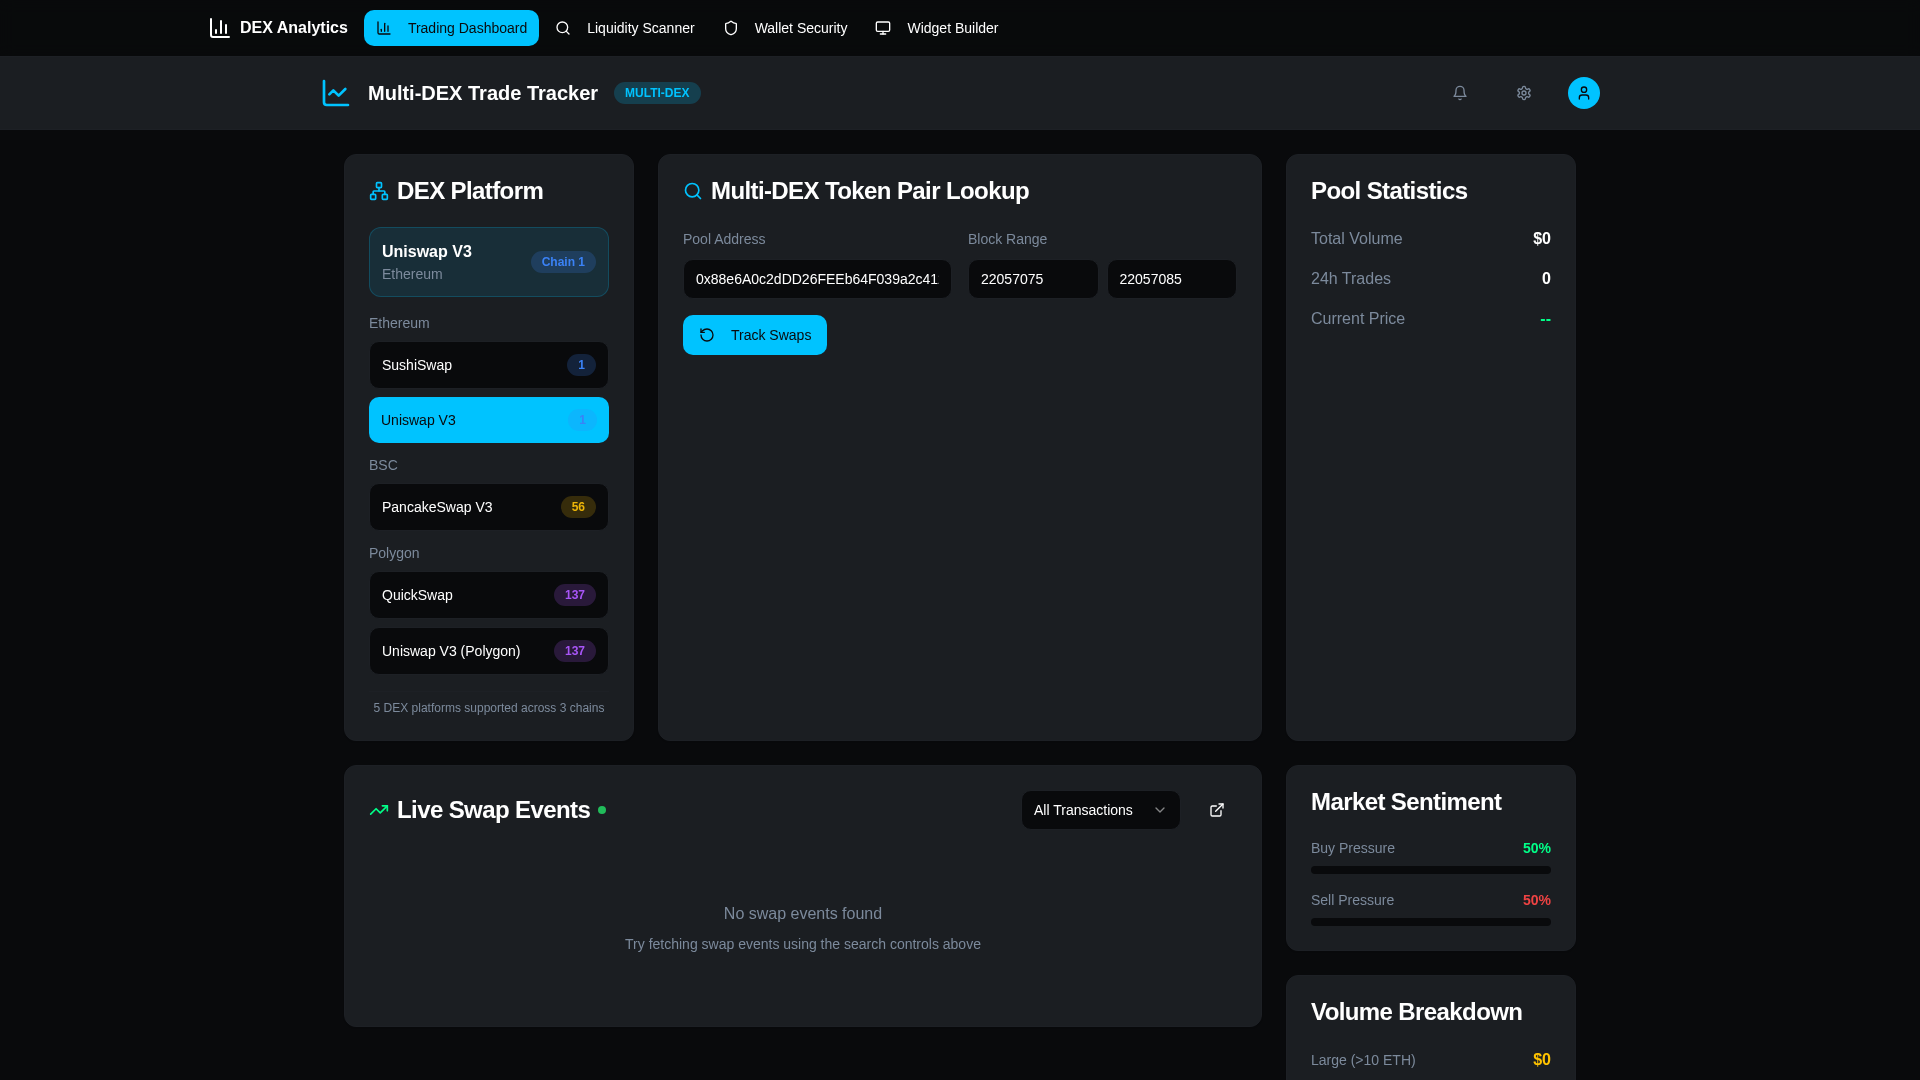 DEX Analytics
Trading Dashboard
Liquidity Scanner
Wallet Security
Widget Builder
Multi-DEX Trade Tracker
MULTI-DEX
DEX Platform
Uniswap V3
Ethereum
Chain 1
Ethereum
SushiSwap
1
Uniswap V3
1
BSC
PancakeSwap V3
56
Polygon
QuickSwap
137
Uniswap V3 (Polygon)
137
5 DEX platforms supported across 3 chains
Multi-DEX Token Pair Lookup
Pool Address
Block Range
0x88e6A0c2dDD26FEEb64F039a2c41
22057075
22057085
Track Swaps
Pool Statistics
Total Volume
$0
24h Trades
0
Current Price
--
Live Swap Events
All Transactions
No swap events found
Try fetching swap events using the search controls above
Market Sentiment
Buy Pressure
50%
Sell Pressure
50%
Volume Breakdown
Large (>10 ETH)
$0